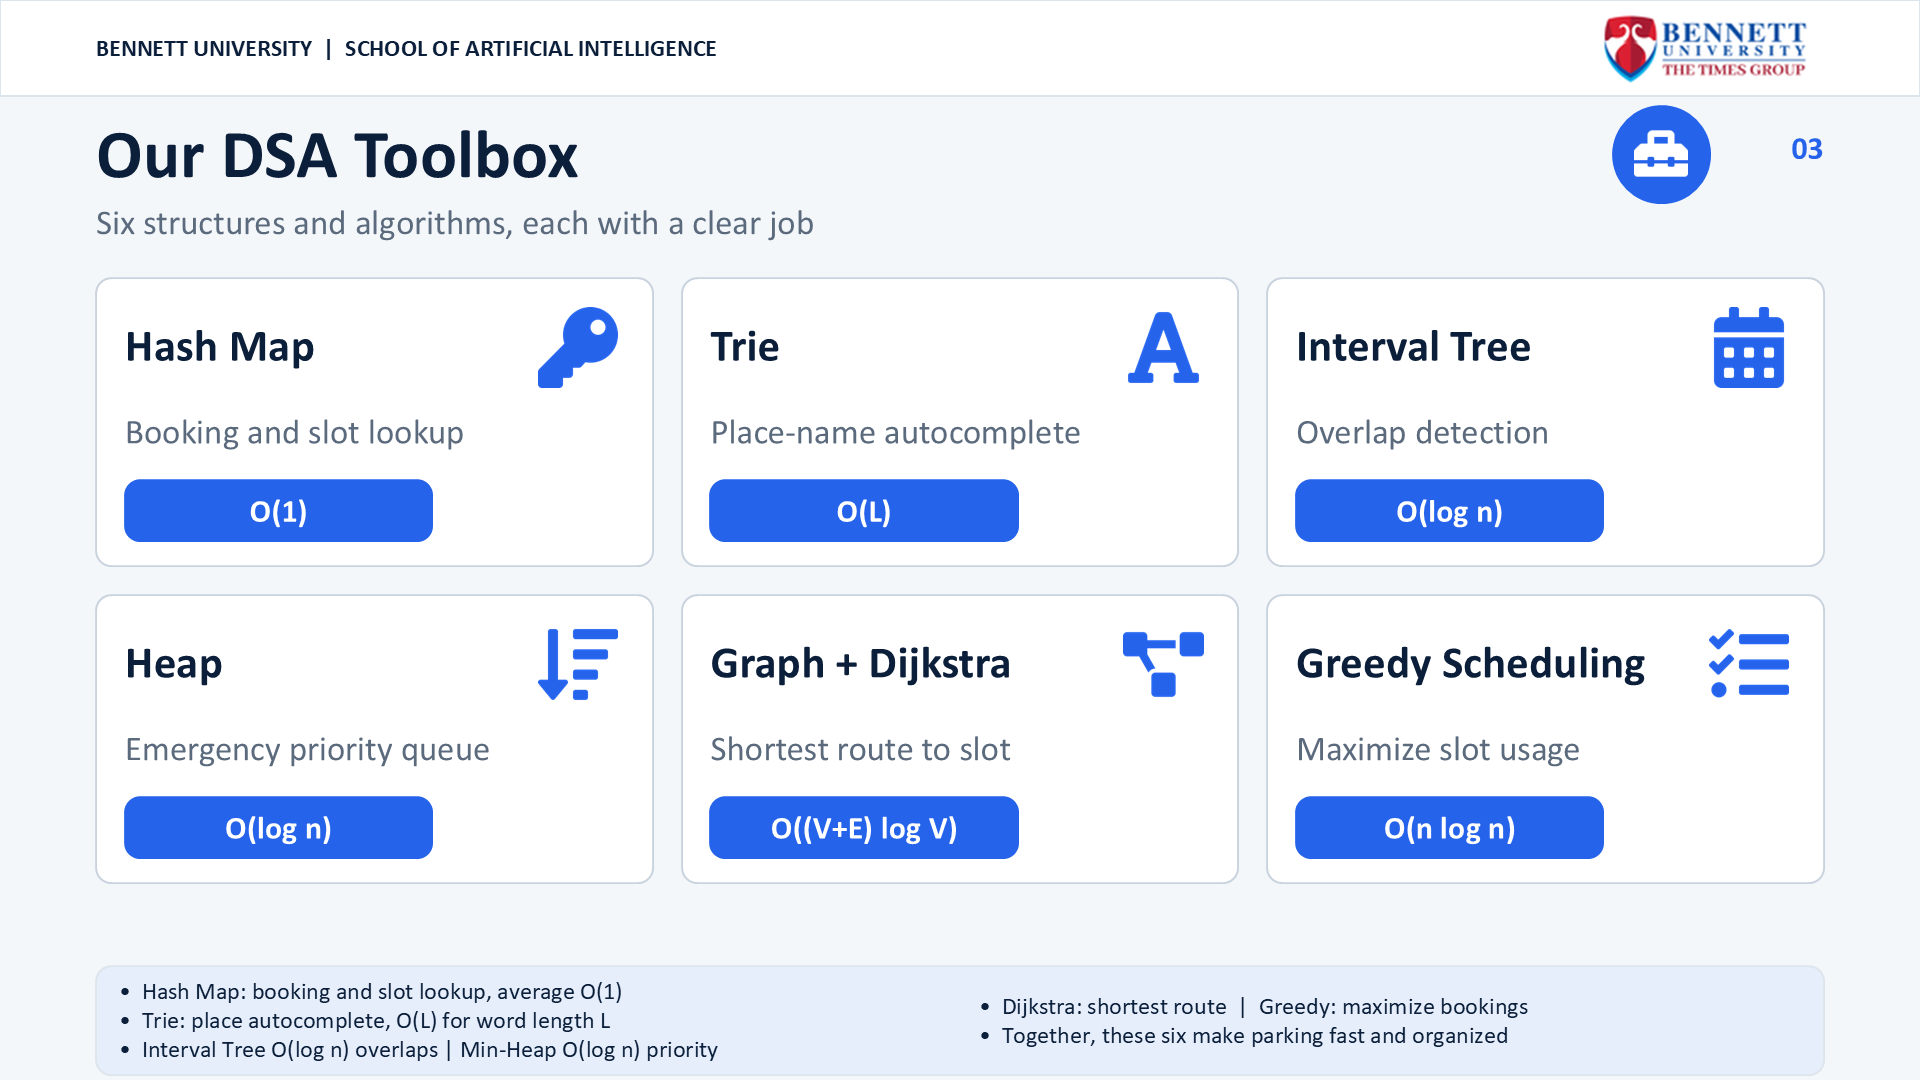 BENNETT UNIVERSITY | SCHOOL OF ARTIFICIAL INTELLIGENCE
BENNETT
UNIVERSITY
THE TIMES GROUP
Our DSA Toolbox
03
Six structures and algorithms, each with a clear job
Hash Map
Booking and slot lookup
O(1)
Trie
Place-name autocomplete
O(L)
Interval Tree
Overlap detection
O(log n)
Heap
Emergency priority queue
O(log n)
Graph + Dijkstra
Shortest route to slot
O((V+E) log V)
Greedy Scheduling
Maximize slot usage
O(n log n)
• Hash Map: booking and slot lookup, average O(1)
• Trie: place autocomplete, O(L) for word length L
• Interval Tree O(log n) overlaps | Min-Heap O(log n) priority
• Dijkstra: shortest route | Greedy: maximize bookings
• Together, these six make parking fast and organized